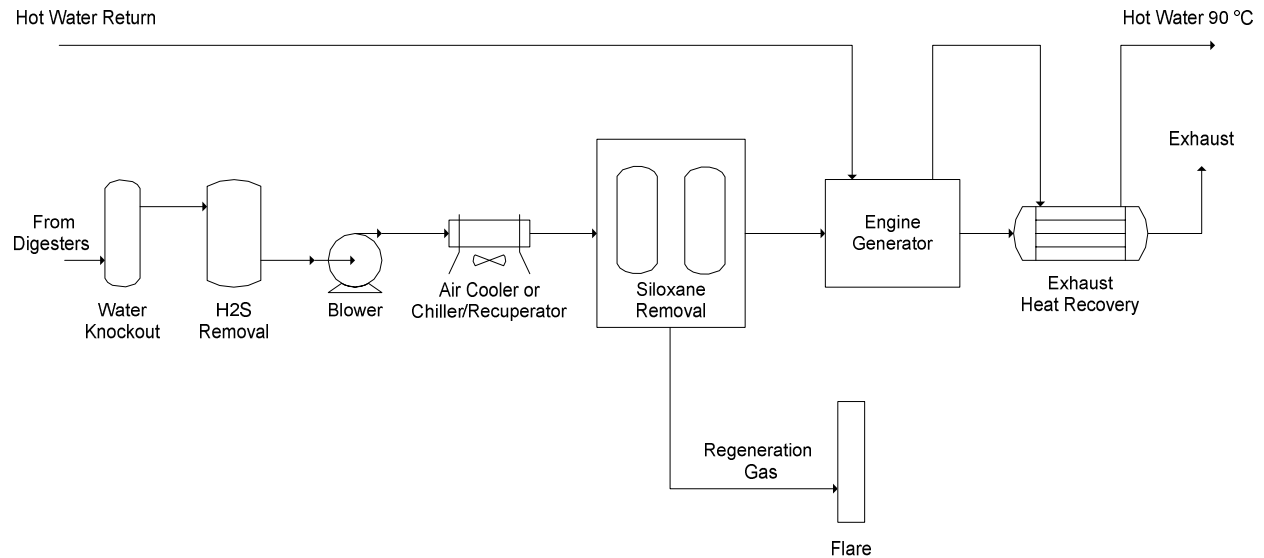 Hot Water Return
Hot Water 90 °C
Exhaust
From
Digesters
Engine
Generator
Water
Knockout
H2S
Removal
Blower
Air Cooler or
Chiller/Recuperator
Siloxane
Removal
Exhaust
Heat Recovery
Regeneration
Gas
Flare